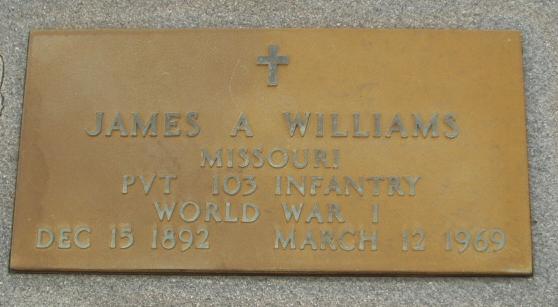 JAMES A WILLIAMS
MISSOURI
PVT 103 INFANTRY
WORLD WAR I
DEC 15 1892 MARCH 12 1969